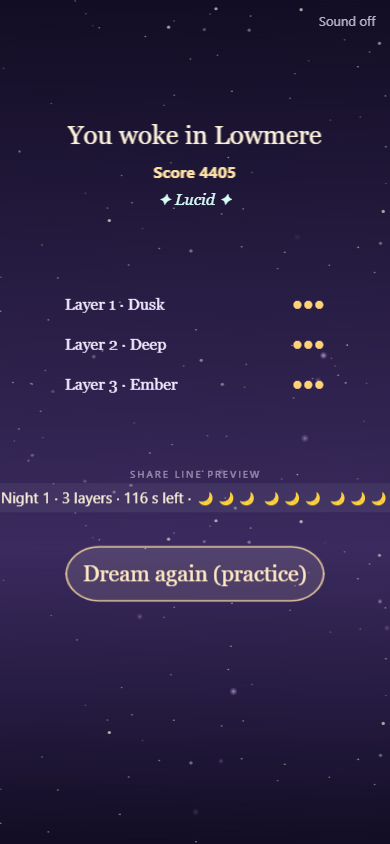 Sound off
You woke in Lowmere
Score 4405
✦ Lucid ✦
Layer 1 · Dusk ●●●
Layer 2 · Deep ●●●
Layer 3 · Ember ●●●
SHARE LINE PREVIEW
Night 1 · 3 layers · 116 s left · 🌙🌙🌙 🌙🌙🌙 🌙🌙🌙
Dream again (practice)